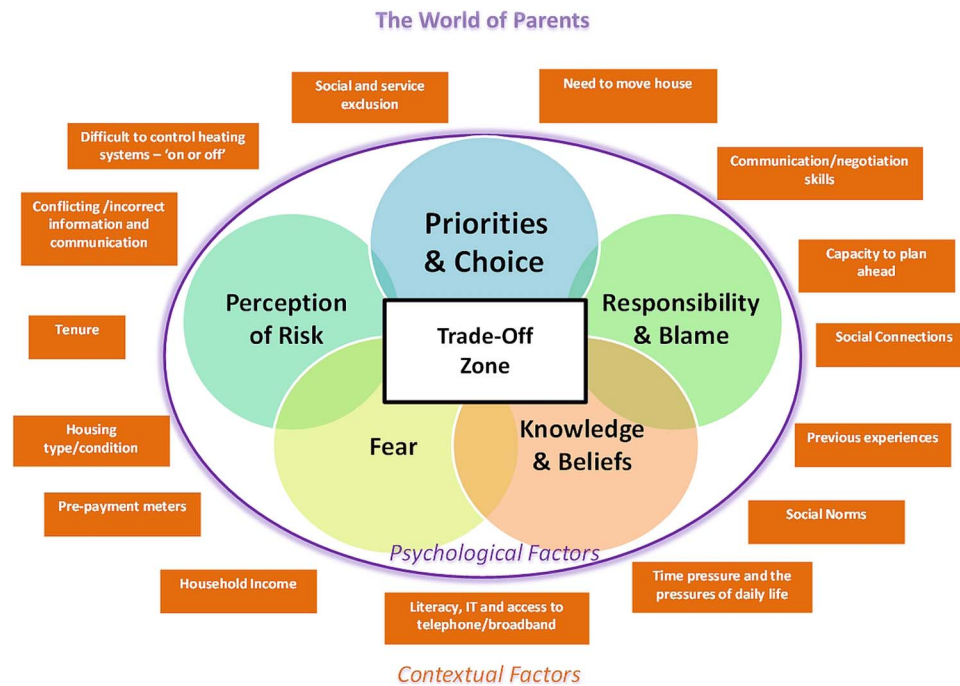 The World of Parents
Social and service
exclusion
Need to move house
Difficult to control heating
systems – ‘on or off’
Communication/negotiation
skills
Conflicting /incorrect
information and
communication
Capacity to plan
ahead
Tenure
Social Connections
Housing
type/condition
Previous experiences
Pre-payment meters
Social Norms
Household Income
Time pressure and the
pressures of daily life
Literacy, IT and access to
telephone/broadband
Priorities
& Choice
Perception
of Risk
Responsibility
& Blame
Trade-Off
Zone
Fear
Knowledge
& Beliefs
Psychological Factors
Contextual Factors